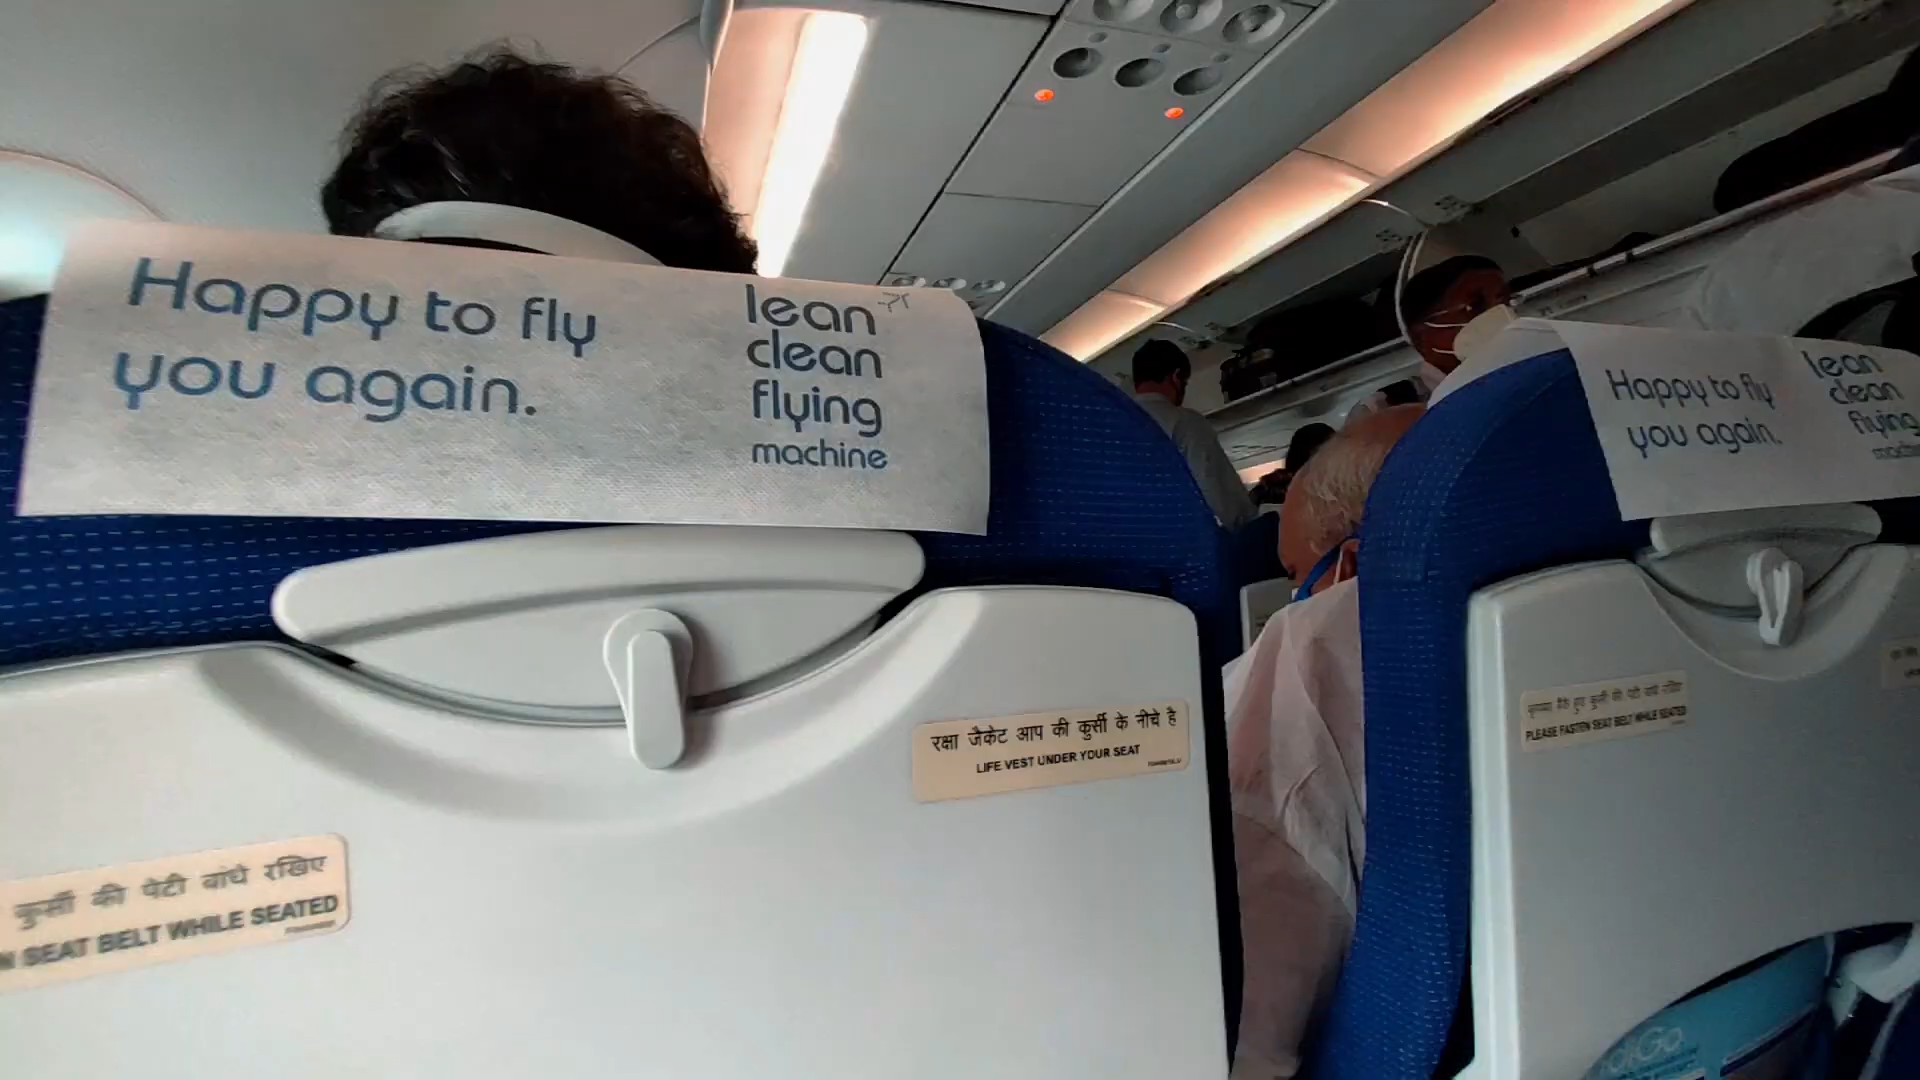 Happy to fly
you again.
lean
clean
flying
machine
रक्षा जैकेट आप की कुर्सी के नीचे है
LIFE VEST UNDER YOUR SEAT
कुर्सी की पेटी बांधे रखिए
SEAT BELT WHILE SEATED
Happy to fly
you again.
lean
clean
flying
कुर्सी की पेटी बांधे रखिए
PLEASE FASTEN SEAT BELT WHILE SEATED